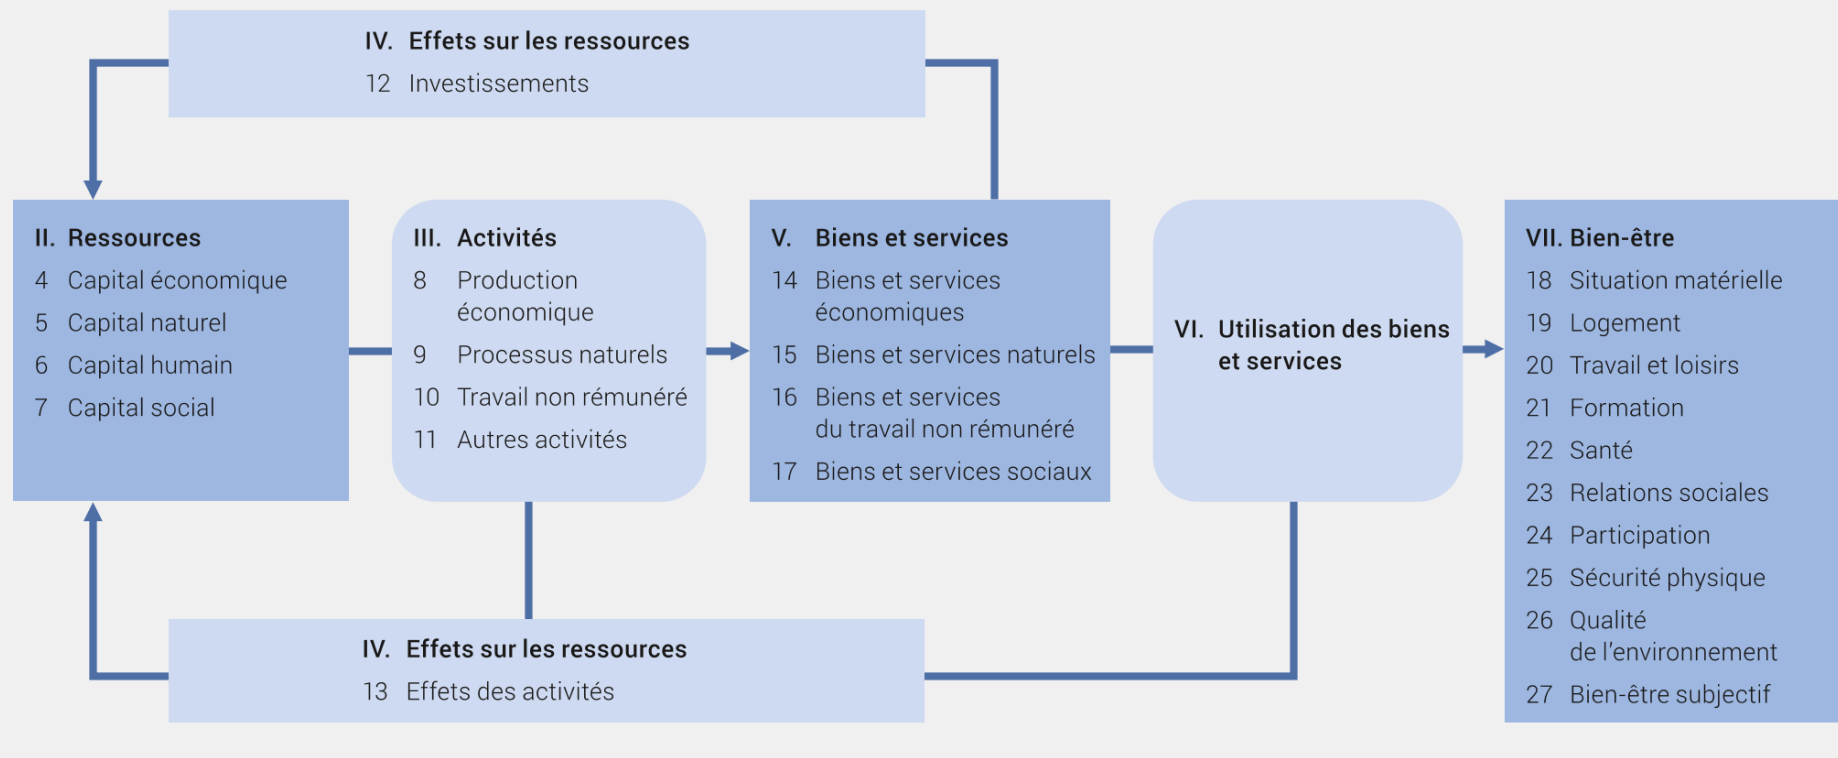 IV. Effets sur les ressources
12 Investissements
II. Ressources
4 Capital économique
5 Capital naturel
6 Capital humain
7 Capital social
III. Activités
8 Production
économique
9 Processus naturels
10 Travail non rémunéré
11 Autres activités
V. Biens et services
14 Biens et services
économiques
15 Biens et services naturels
16 Biens et services
du travail non rémunéré
17 Biens et services sociaux
VI. Utilisation des biens
et services
VII. Bien-être
18 Situation matérielle
19 Logement
20 Travail et loisirs
21 Formation
22 Santé
23 Relations sociales
24 Participation
25 Sécurité physique
26 Qualité
de l'environnement
27 Bien-être subjectif
IV. Effets sur les ressources
13 Effets des activités